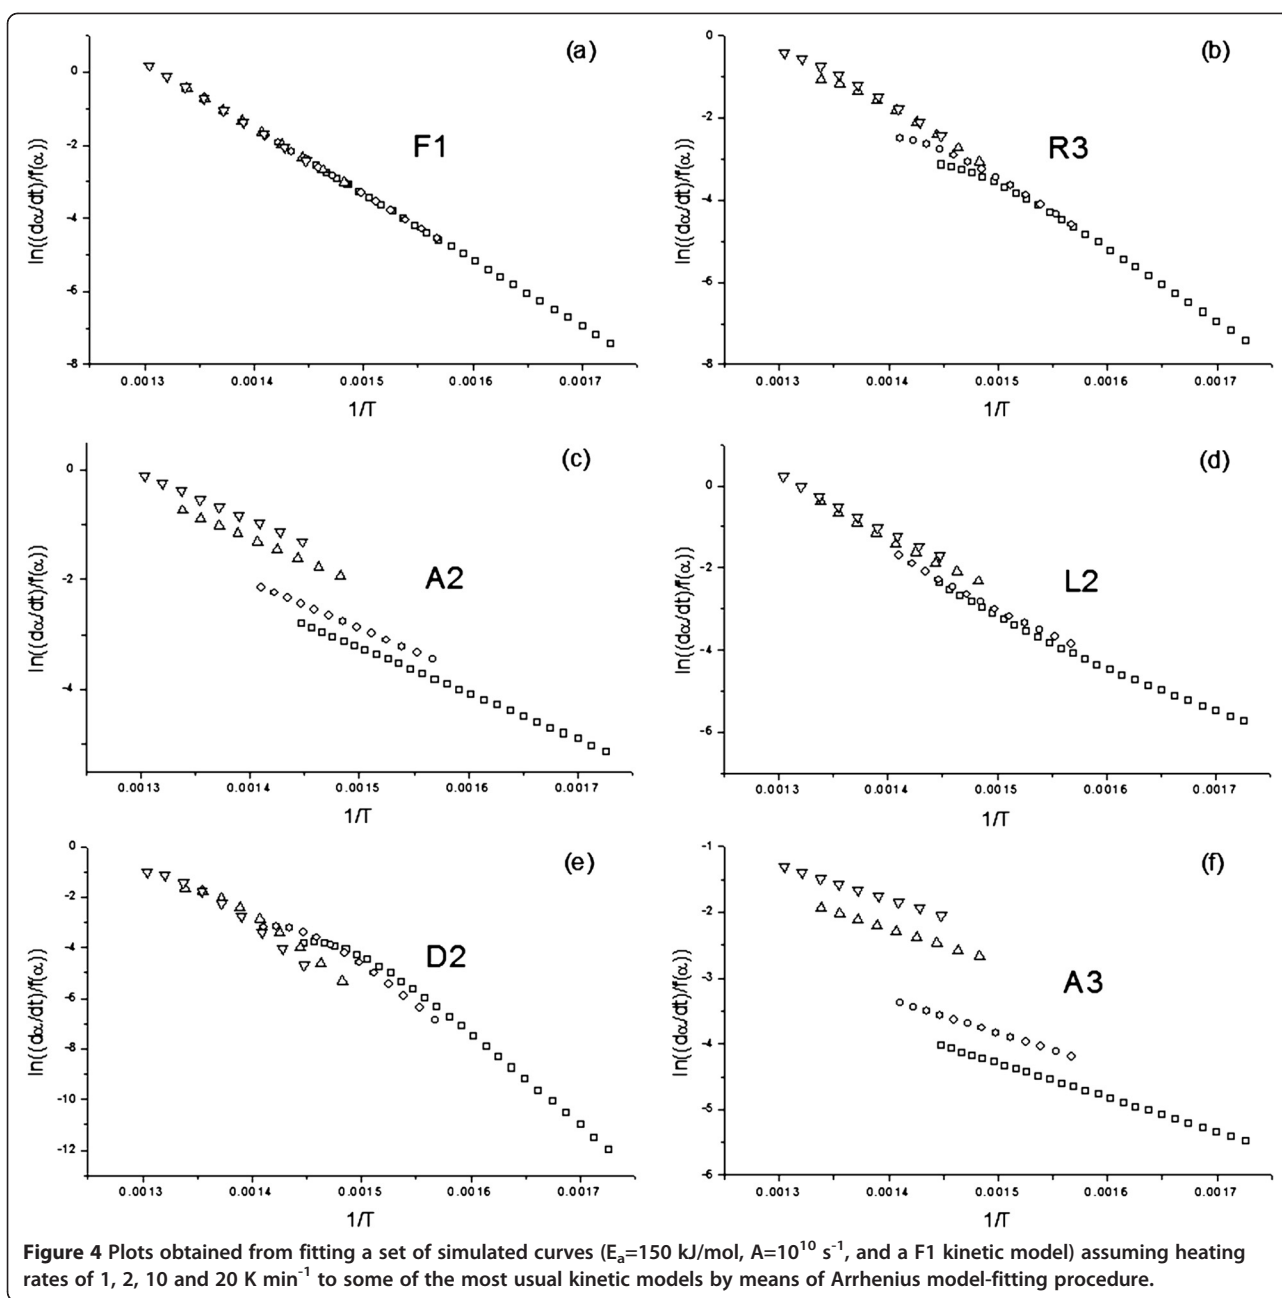 (a)
F1
ln((dα/dt)/f(α))
0
-2
-4
-6
-8
0.0013 0.0014 0.0015 0.0016 0.0017
1/T
(b)
R3
ln((dα/dt)/f(α))
0
-2
-4
-6
-8
0.0013 0.0014 0.0015 0.0016 0.0017
1/T
(c)
A2
ln((dα/dt)/f(α))
0
-2
-4
0.0013 0.0014 0.0015 0.0016 0.0017
1/T
(d)
L2
ln((dα/dt)/f(α))
0
-2
-4
-6
0.0013 0.0014 0.0015 0.0016 0.0017
1/T
(e)
D2
ln((dα/dt)/f(α))
0
-2
-4
-6
-8
-10
-12
0.0013 0.0014 0.0015 0.0016 0.0017
1/T
(f)
A3
ln((dα/dt)/f(α))
-1
-2
-3
-4
-5
-6
0.0013 0.0014 0.0015 0.0016 0.0017
1/T
Figure 4 Plots obtained from fitting a set of simulated curves (Eₐ=150 kJ/mol, A=10¹⁰ s⁻¹, and a F1 kinetic model) assuming heating
rates of 1, 2, 10 and 20 K min⁻¹ to some of the most usual kinetic models by means of Arrhenius model-fitting procedure.